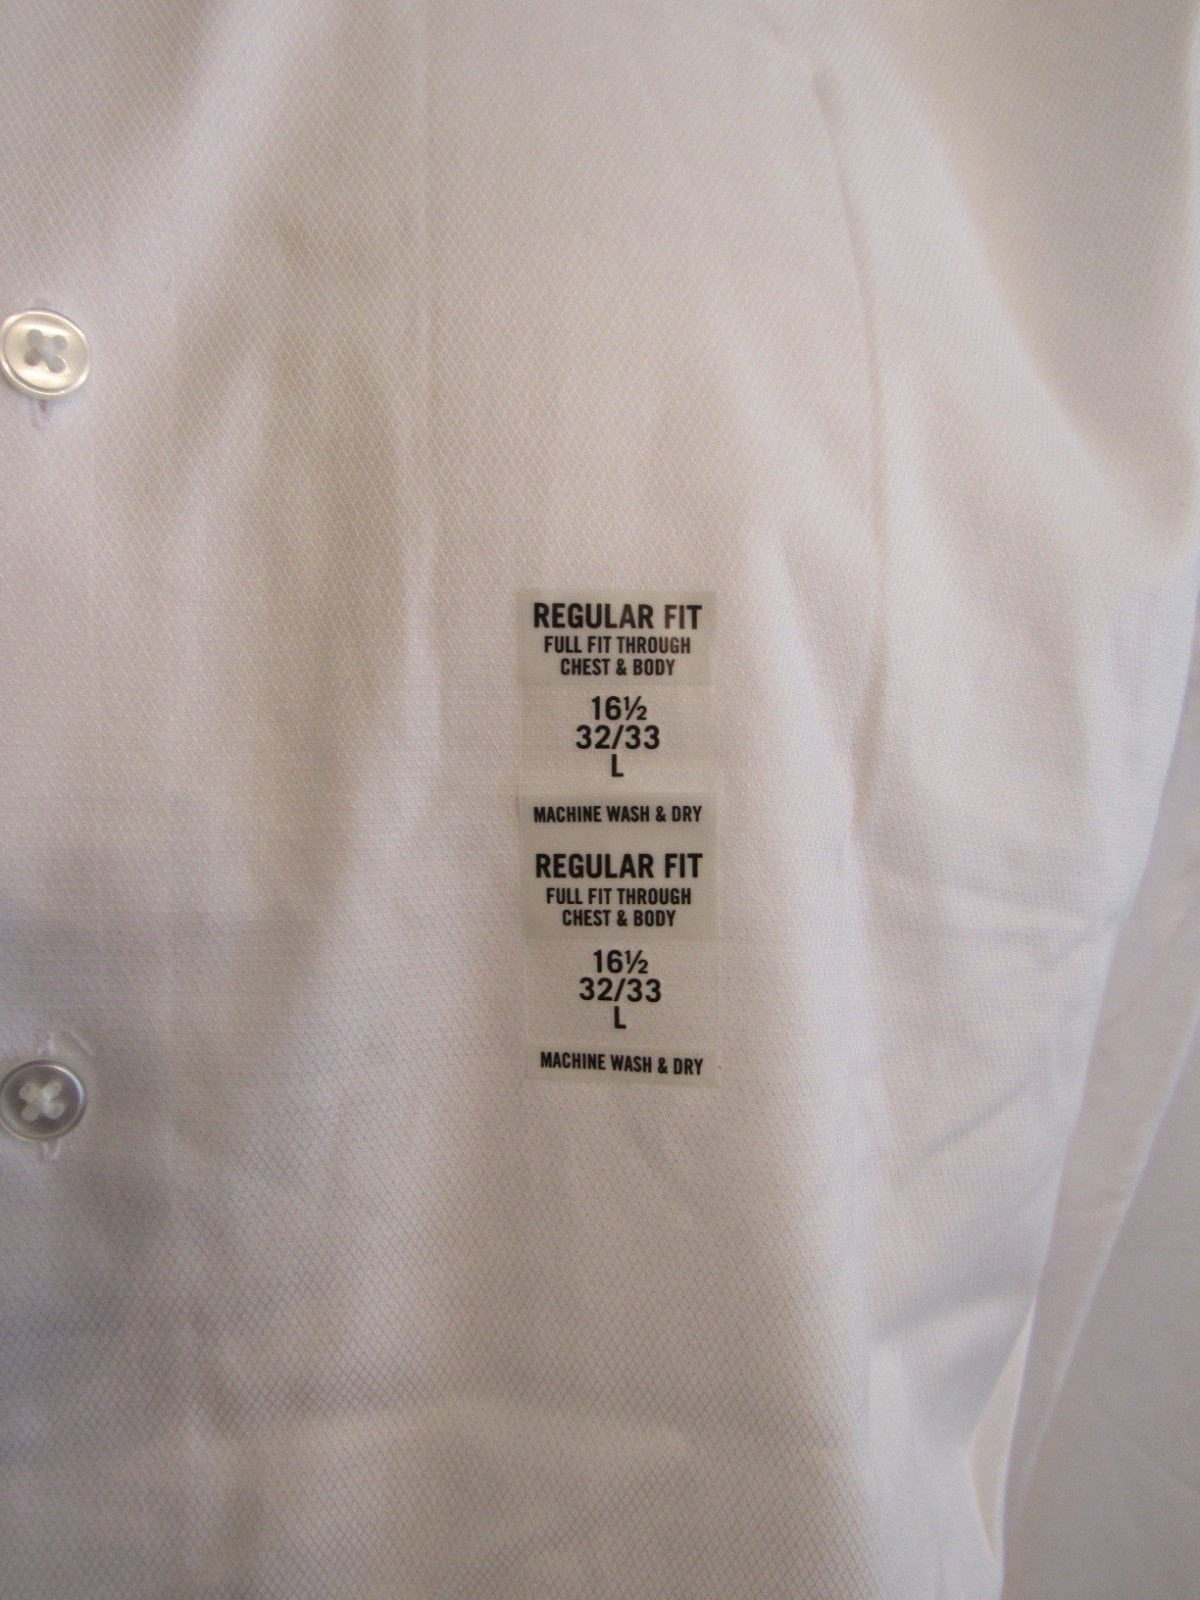 REGULAR FIT
FULL FIT THROUGH
CHEST & BODY
16½
32/33
L
MACHINE WASH & DRY
REGULAR FIT
FULL FIT THROUGH
CHEST & BODY
16½
32/33
L
MACHINE WASH & DRY